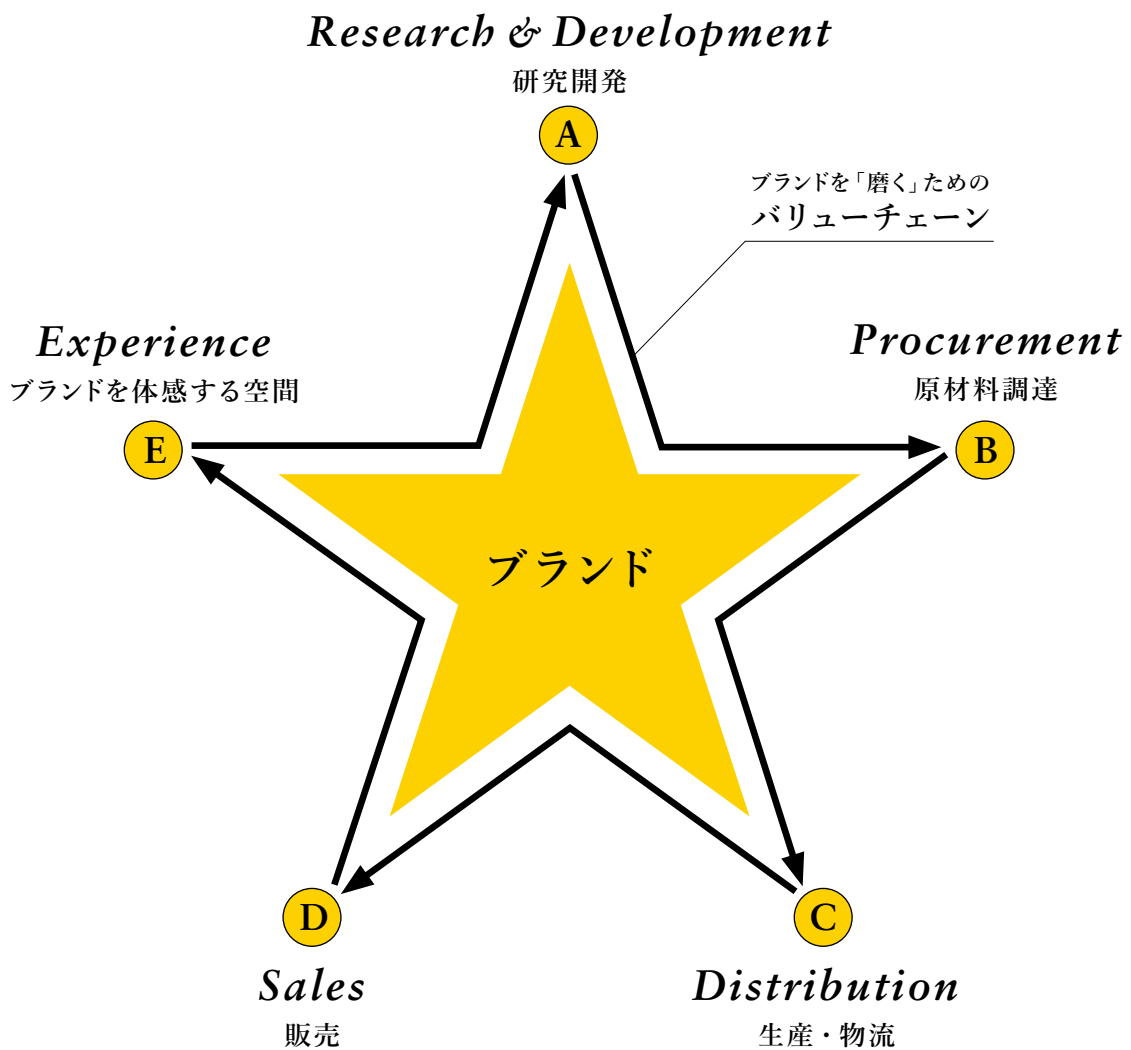 Research & Development
研究開発
A
ブランドを「磨く」ための
バリューチェーン
Experience
ブランドを体感する空間
E
Procurement
原材料調達
B
ブランド
D
Sales
販売
C
Distribution
生産・物流